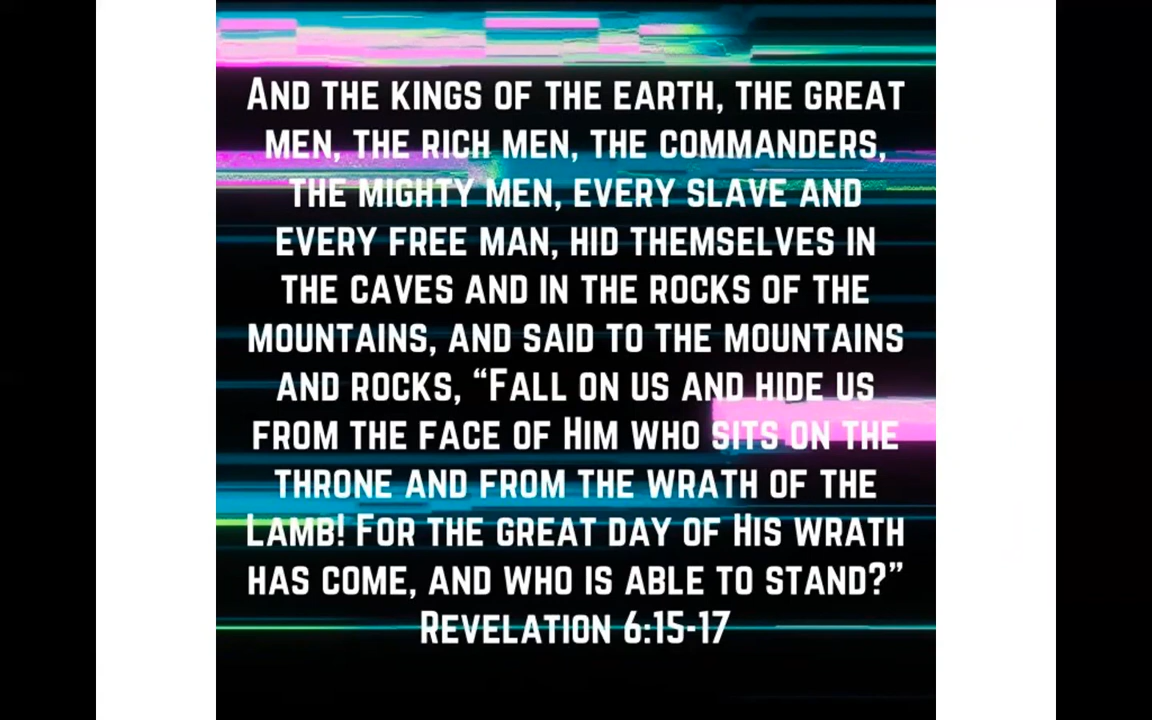 And the kings of the earth, the great
men, the rich men, the commanders,
the mighty men, every slave and
every free man, hid themselves in
the caves and in the rocks of the
mountains, and said to the mountains
and rocks, “Fall on us and hide us
from the face of Him who sits on the
throne and from the wrath of the
Lamb! For the great day of His wrath
has come, and who is able to stand?”
Revelation 6:15-17